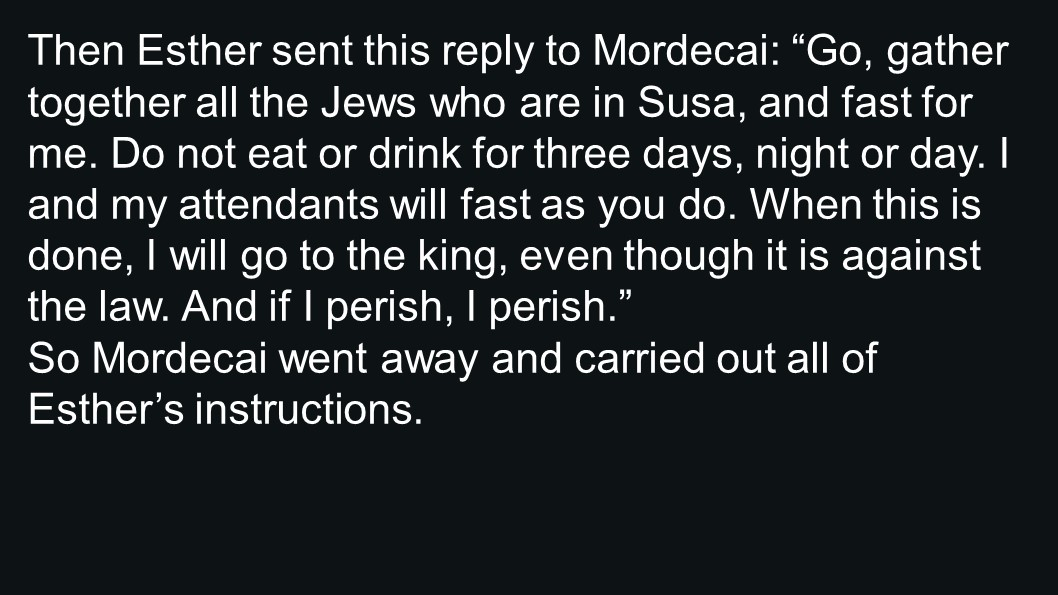 Then Esther sent this reply to Mordecai: “Go, gather
together all the Jews who are in Susa, and fast for
me. Do not eat or drink for three days, night or day. I
and my attendants will fast as you do. When this is
done, I will go to the king, even though it is against
the law. And if I perish, I perish.”
So Mordecai went away and carried out all of
Esther’s instructions.